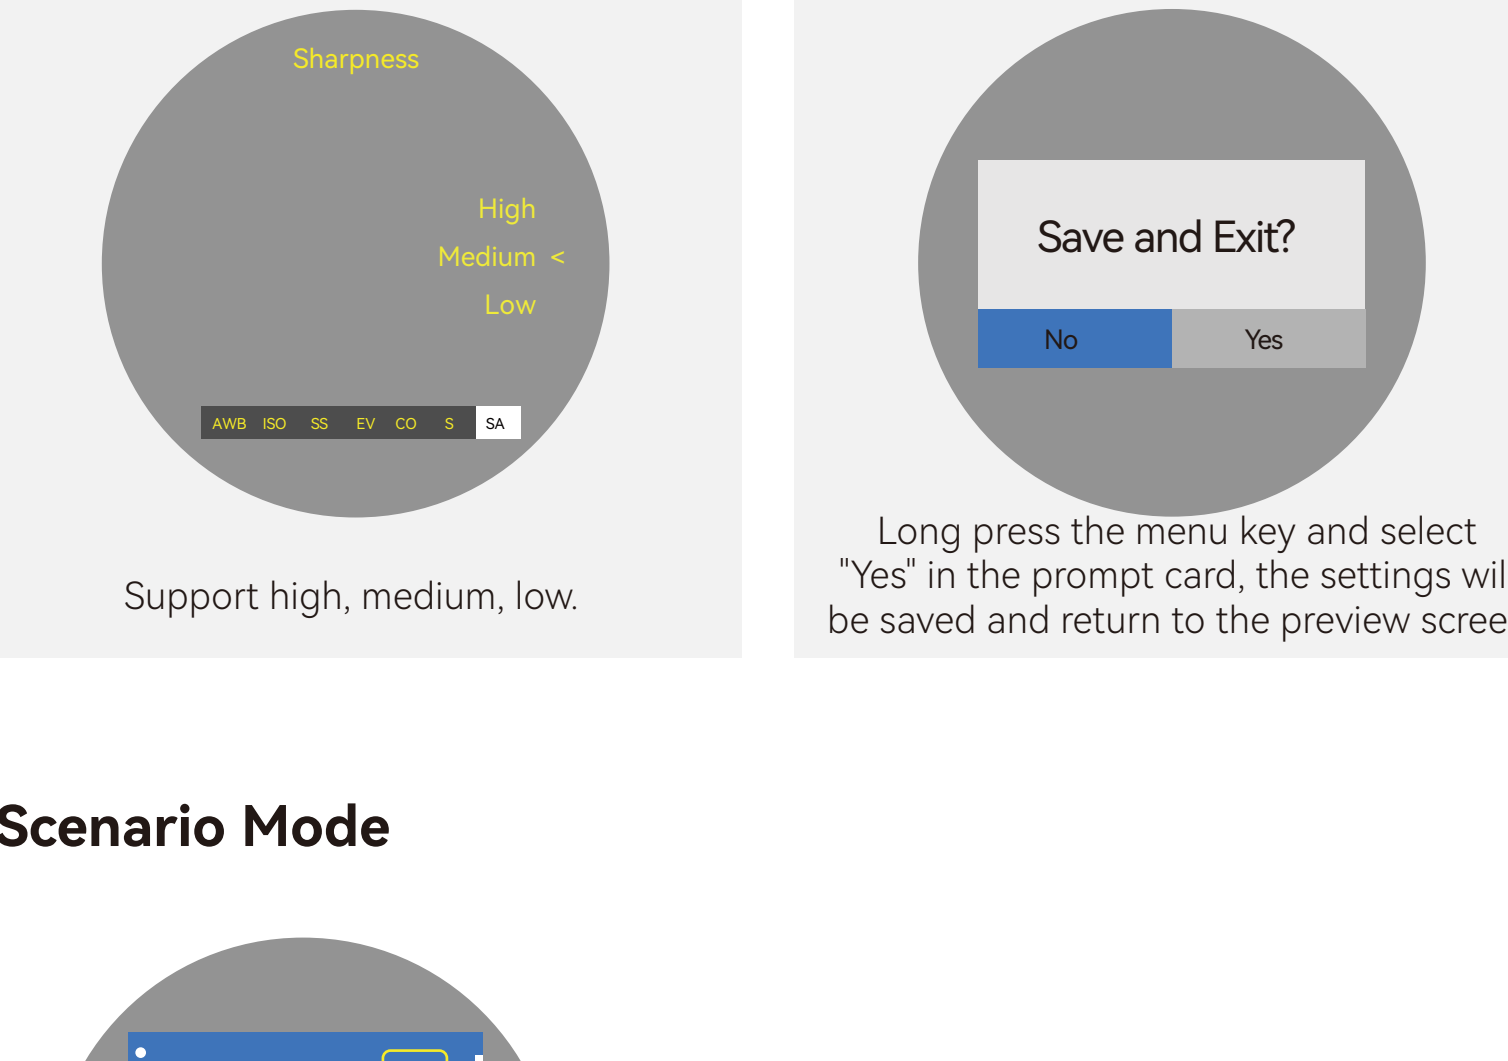 Sharpness
High
Medium <
Low
AWB ISO SS EV CO S SA
Support high, medium, low.
Save and Exit?
No Yes
Long press the menu key and select
"Yes" in the prompt card, the settings wil
be saved and return to the preview scree
Scenario Mode